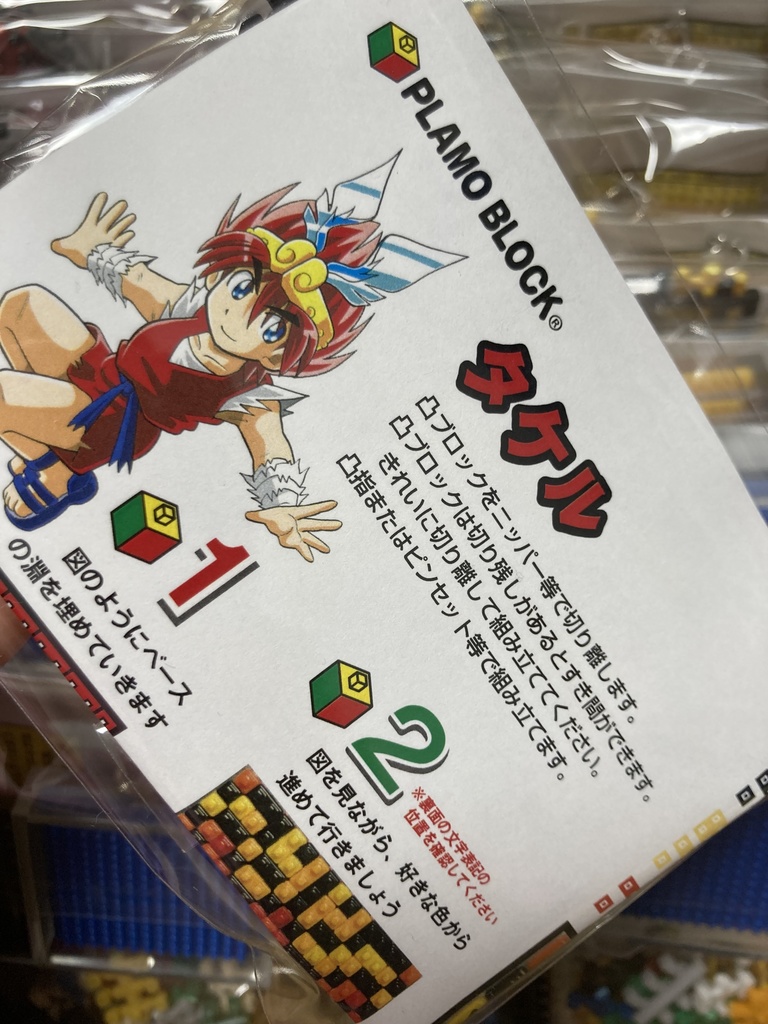 PLAMO BLOCK®
タケル
凸ブロックをニッパー等で切り離します。
凸ブロックは切り残しがあるとすき間ができます。
きれいに切り離して組み立ててください。
凸指またはピンセット等で組み立てます。
1
図のようにベース
の淵を埋めていきます
2
※裏面の文字表記の
位置を確認してください
図を見ながら、好きな色から
進めて行きましょう